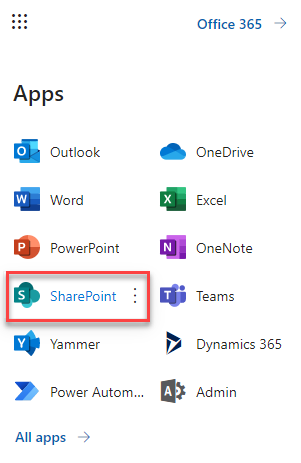 Office 365
Apps
Outlook
OneDrive
Word
Excel
PowerPoint
OneNote
SharePoint
Teams
Yammer
Dynamics 365
Power Autom...
Admin
All apps